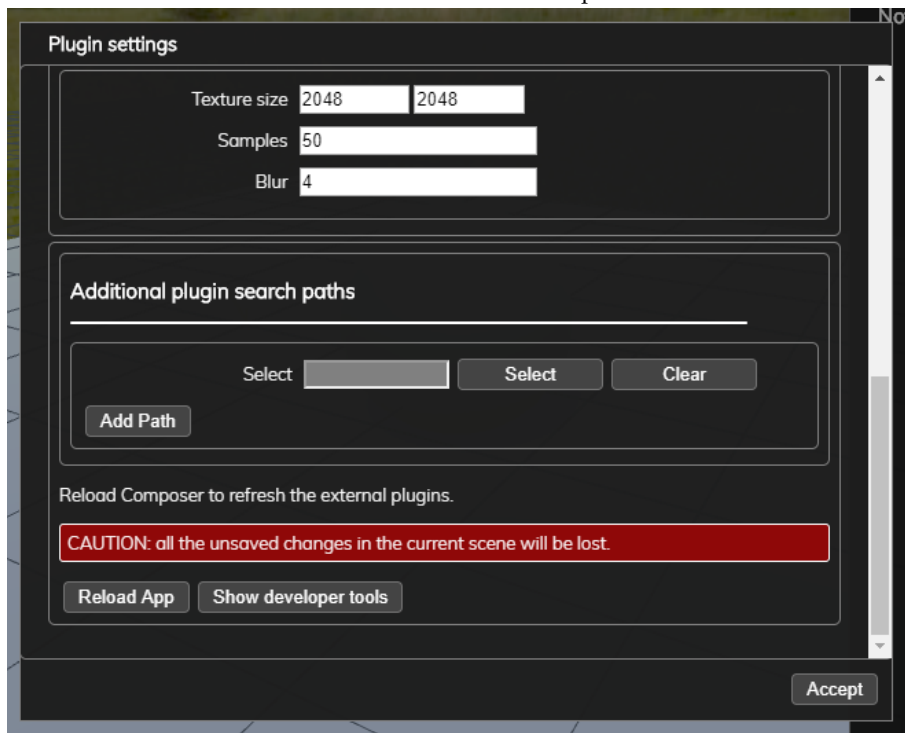 No
Plugin settings
Texture size 2048 2048
Samples 50
Blur 4
Additional plugin search paths
Select Select Clear
Add Path
Reload Composer to refresh the external plugins.
CAUTION: all the unsaved changes in the current scene will be lost.
Reload App Show developer tools
Accept